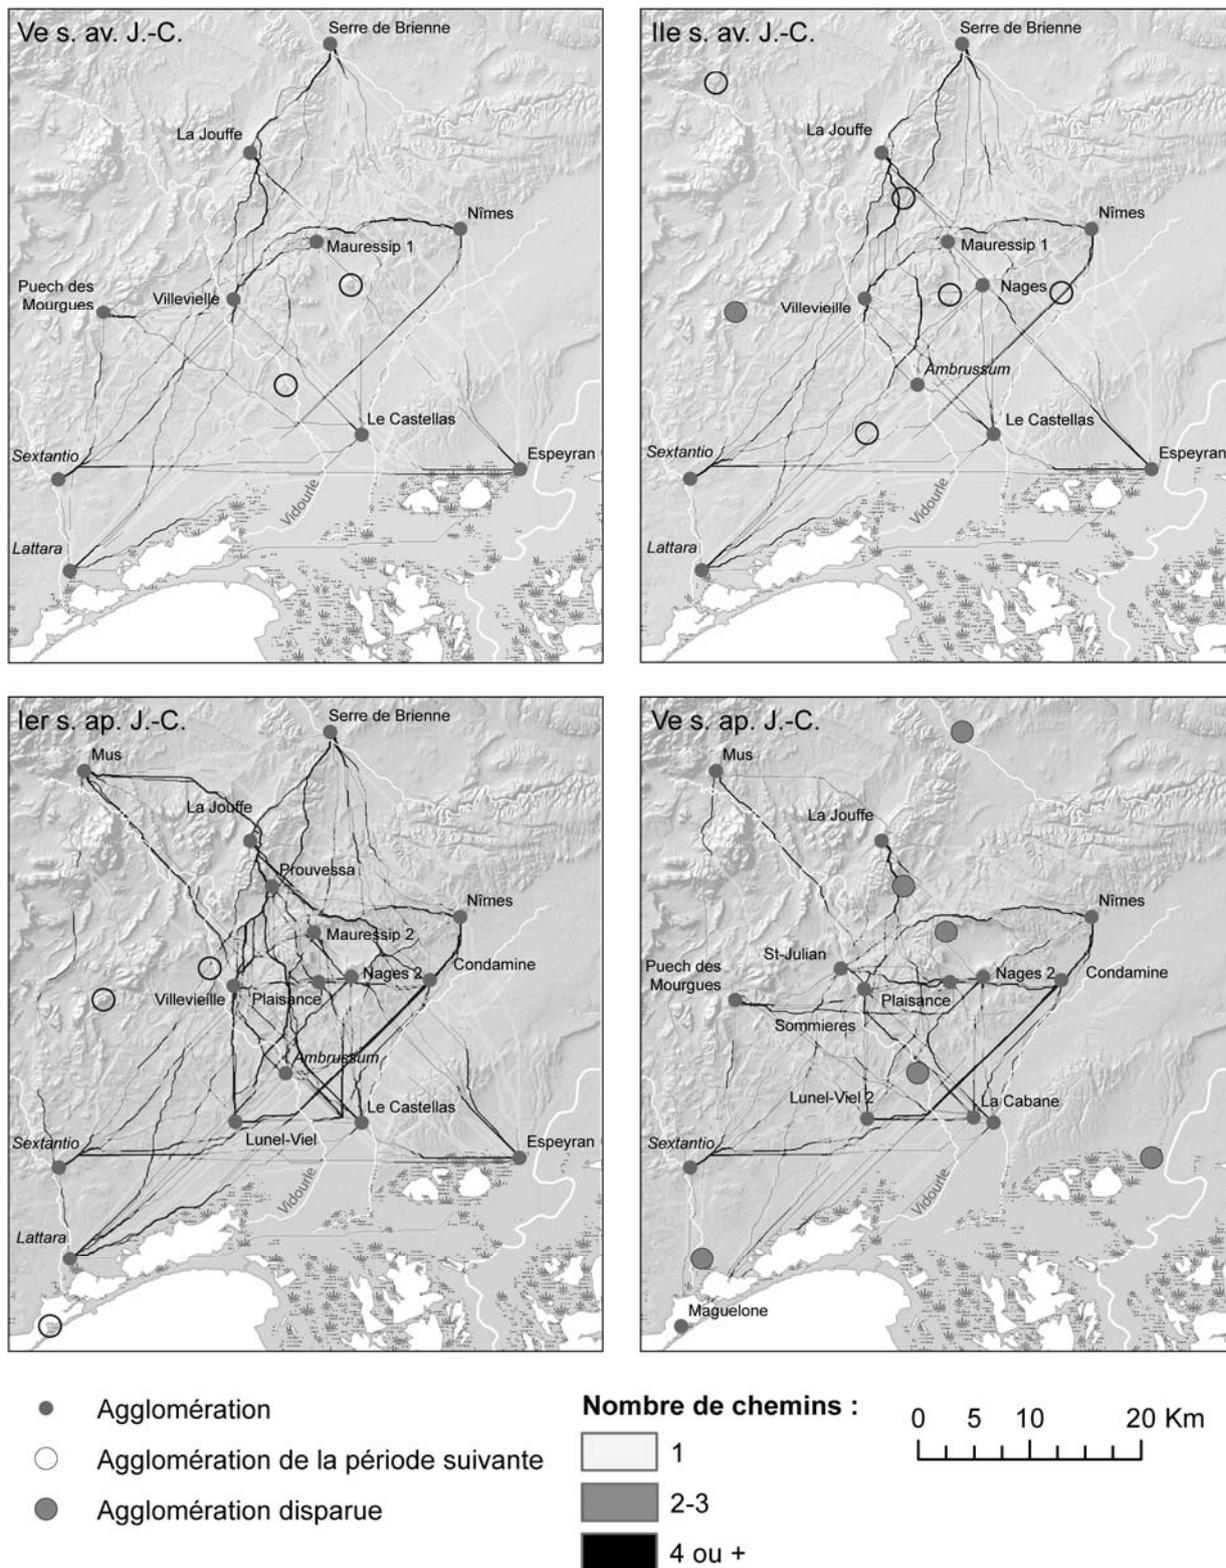 Ve s. av. J.-C.
Serre de Brienne
La Jouffe
Nîmes
Mauressip 1
Puech des
Mourgues
Villevielle
Le Castellas
Sextantio
Espeyran
Vidourle
Lattara
IIe s. av. J.-C.
Serre de Brienne
La Jouffe
Nîmes
Mauressip 1
Nages
Villevieille
Ambrussum
Le Castellas
Sextantio
Espeyran
Vidourle
Lattara
Ier s. ap. J.-C.
Serre de Brienne
Mus
La Jouffe
Prouvessa
Nîmes
Mauressip 2
Nages 2
Condamine
Villevieille
Plaisance
Ambrussum
Le Castellas
Lunel-Viel
Sextantio
Espeyran
Vidourle
Lattara
Ve s. ap. J.-C.
Mus
La Jouffe
Nîmes
St-Julian
Puech des
Mourgues
Nages 2
Condamine
Plaisance
Sommieres
Lunel-Viel 2
La Cabane
Sextantio
Vidourle
Maguelone
Agglomération
Agglomération de la période suivante
Agglomération disparue
Nombre de chemins :
1
2-3
4 ou +
0 5 10 20 Km